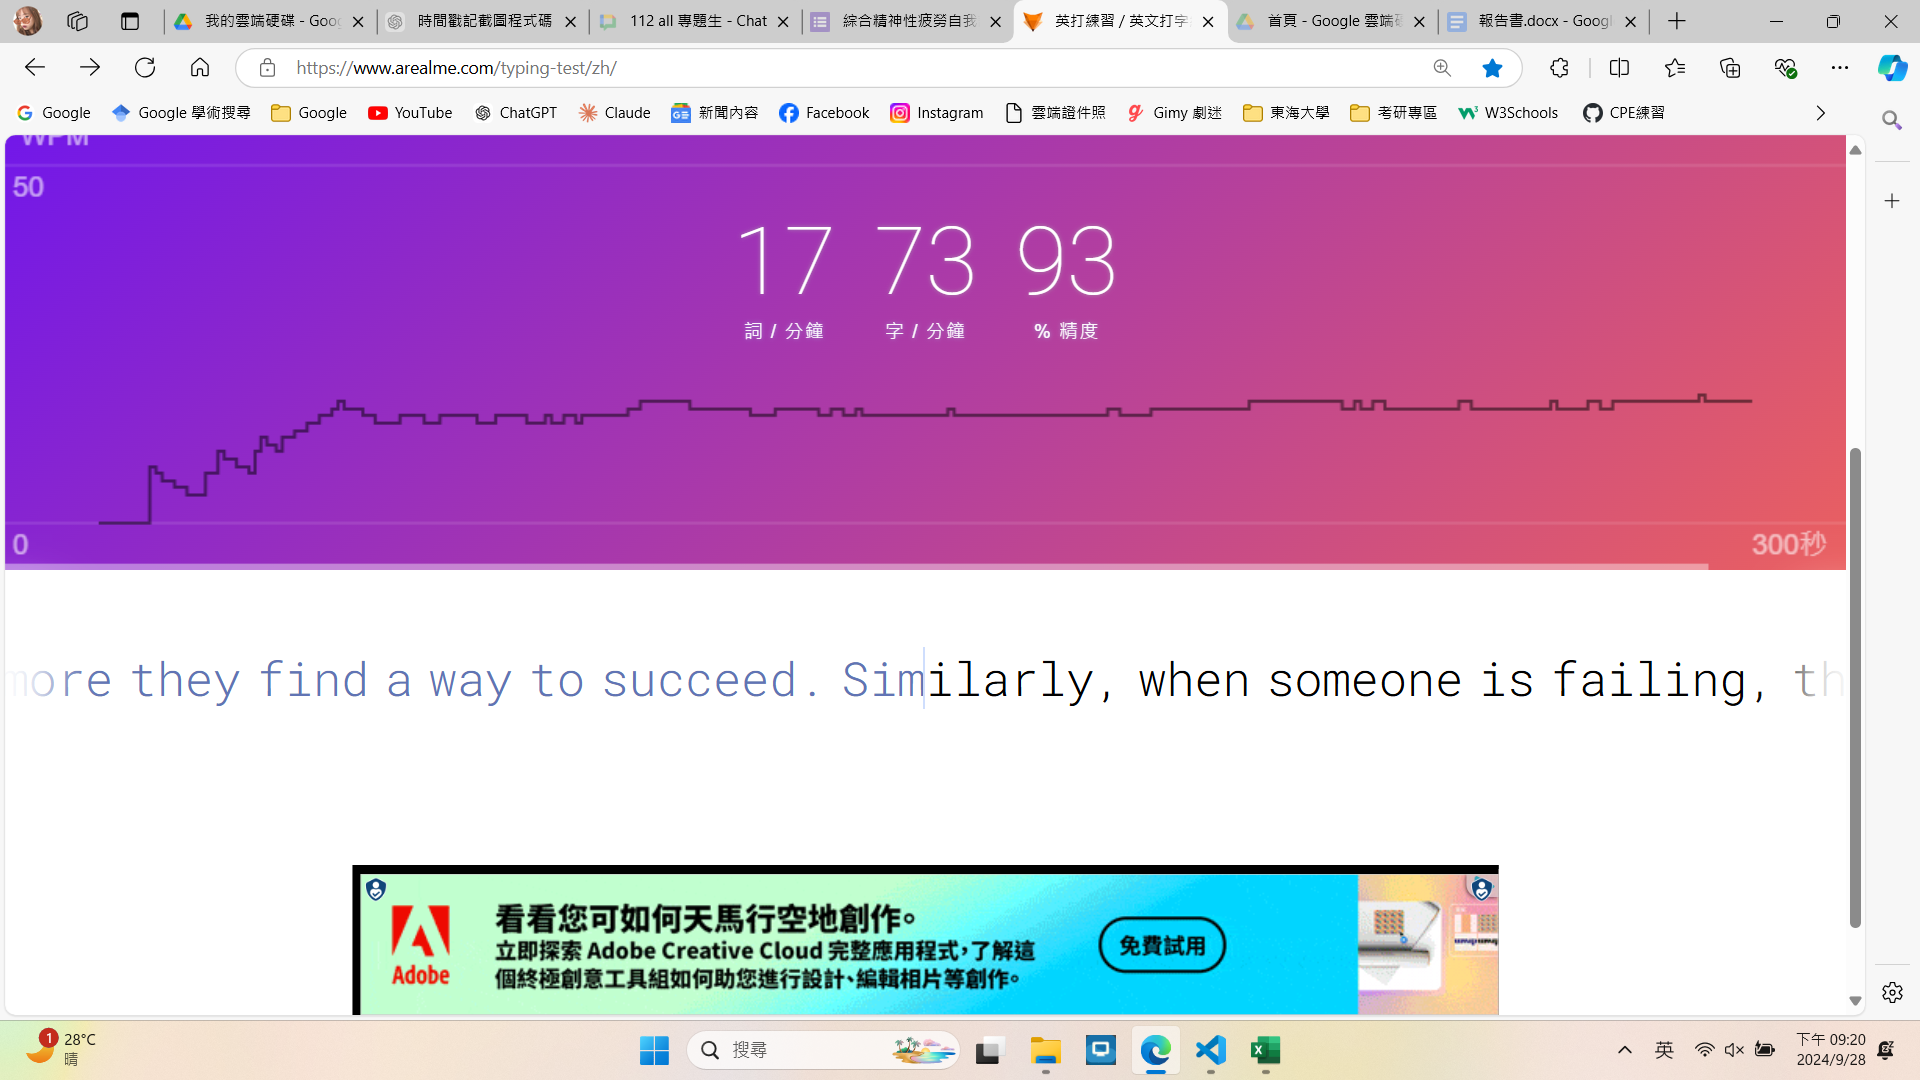 我的雲端硬碟 - Goog
時間戳記截圖程式碼
112 all 專題生 - Chat
綜合精神性疲勞自我
英打練習 / 英文打字
首頁 - Google 雲端硬
報告書.docx - Googl
https://www.arealme.com/typing-test/zh/
Google
Google 學術搜尋
Google
YouTube
ChatGPT
Claude
新聞內容
Facebook
Instagram
雲端證件照
Gimy 劇迷
東海大學
考研專區
W3Schools
CPE練習
WPM
50
17 73 93
詞 / 分鐘 字 / 分鐘 % 精度
0 300秒
more they find a way to succeed. Similarly, when someone is failing, th
看看您可如何天馬行空地創作。
立即探索 Adobe Creative Cloud 完整應用程式,了解這
個終極創意工具組如何助您進行設計、編輯相片等創作。
Adobe
免費試用
1
28°C
晴
搜尋
英
下午 09:20
2024/9/28